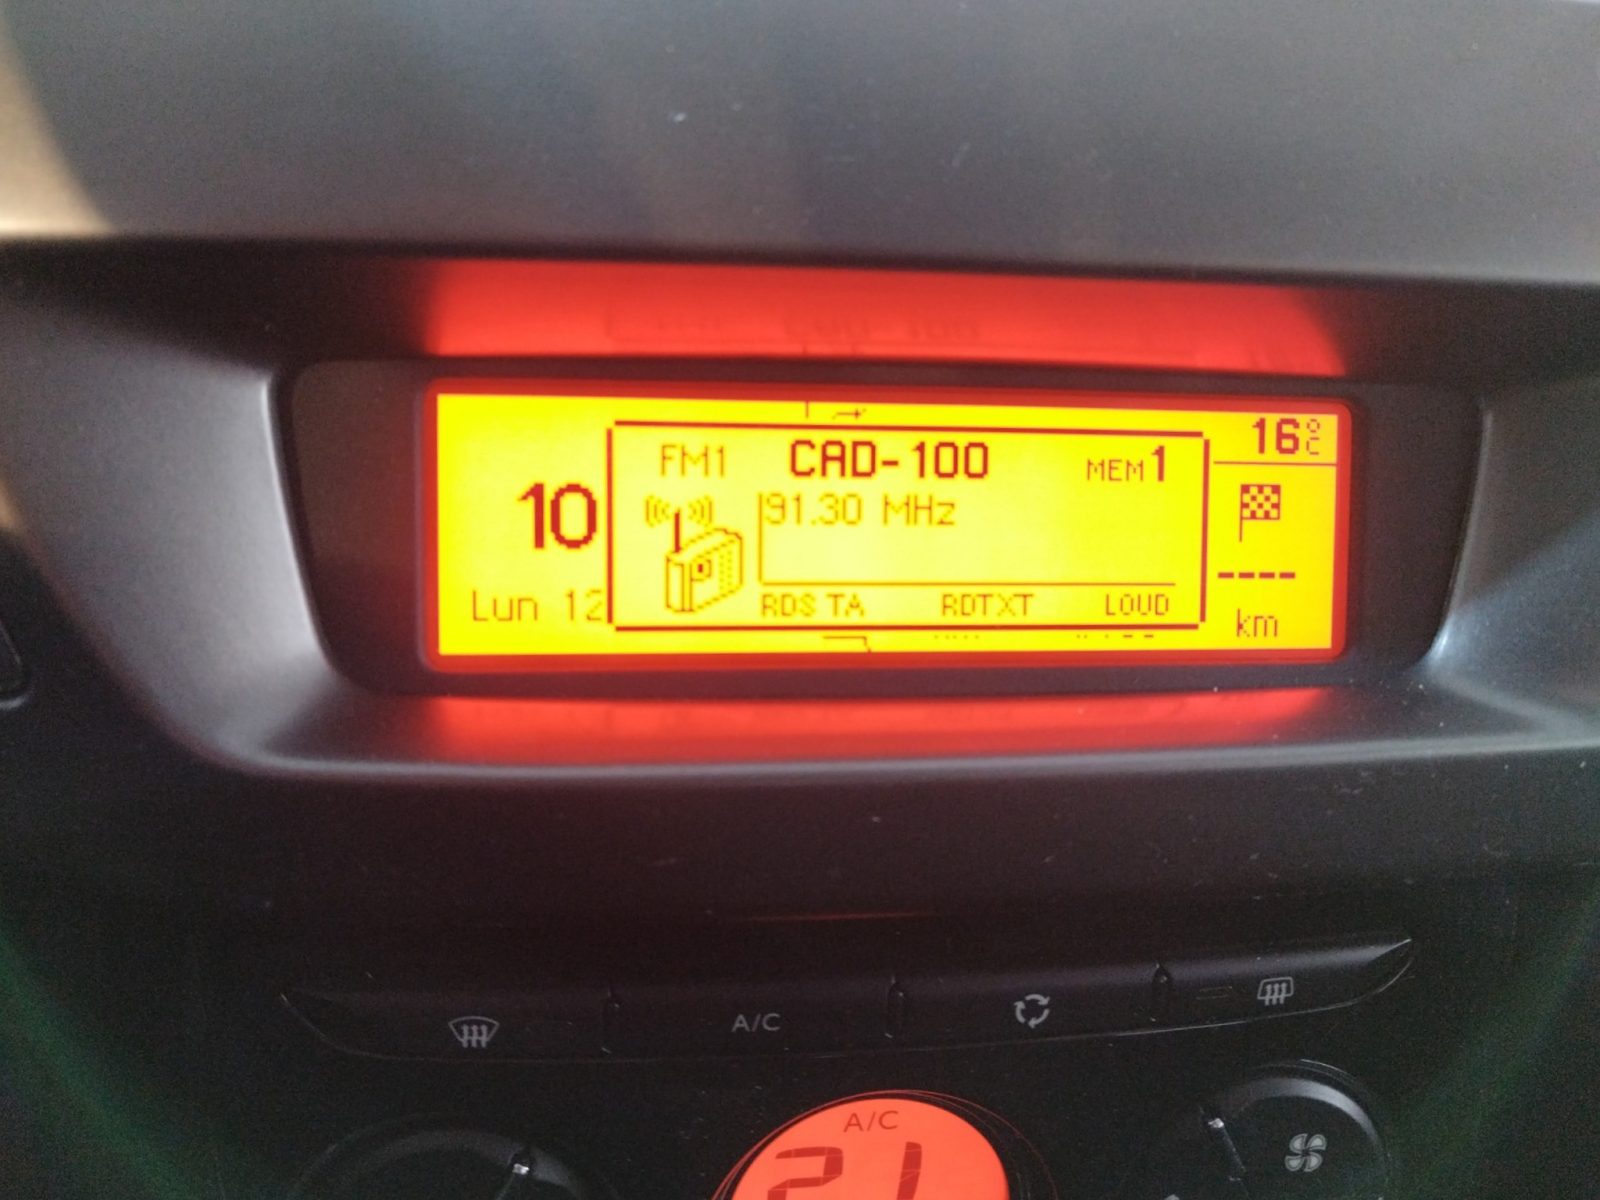 FM1 CAD-100 MEM1
91.30 MHz
RDS TA RDTXT LOUD
10
Lun 12
16°C
----
km
A/C
A/C
21